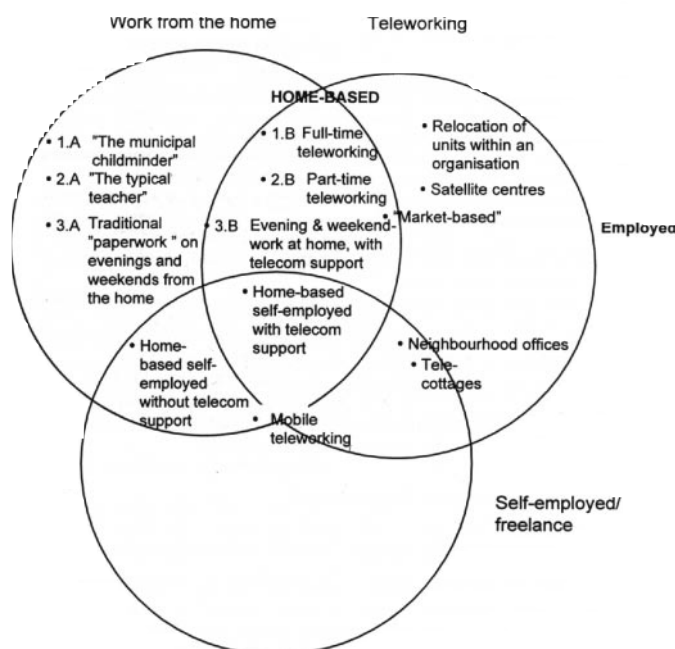 Work from the home
Teleworking
HOME-BASED
• 1.A "The municipal
childminder"
• 2.A "The typical
teacher"
• 3.A Traditional
"paperwork " on
evenings and
weekends from
the home
• 1.B Full-time
teleworking
• 2.B Part-time
teleworking
• 3.B Evening & weekend-
work at home, with
telecom support
• Home-based
self-employed
with telecom
support
• Relocation of
units within an
organisation
• Satellite centres
• "Market-based"
Employed
• Home-
based self-
employed
without telecom
support
• Neighbourhood offices
• Tele-
cottages
• Mobile
teleworking
Self-employed/
freelance